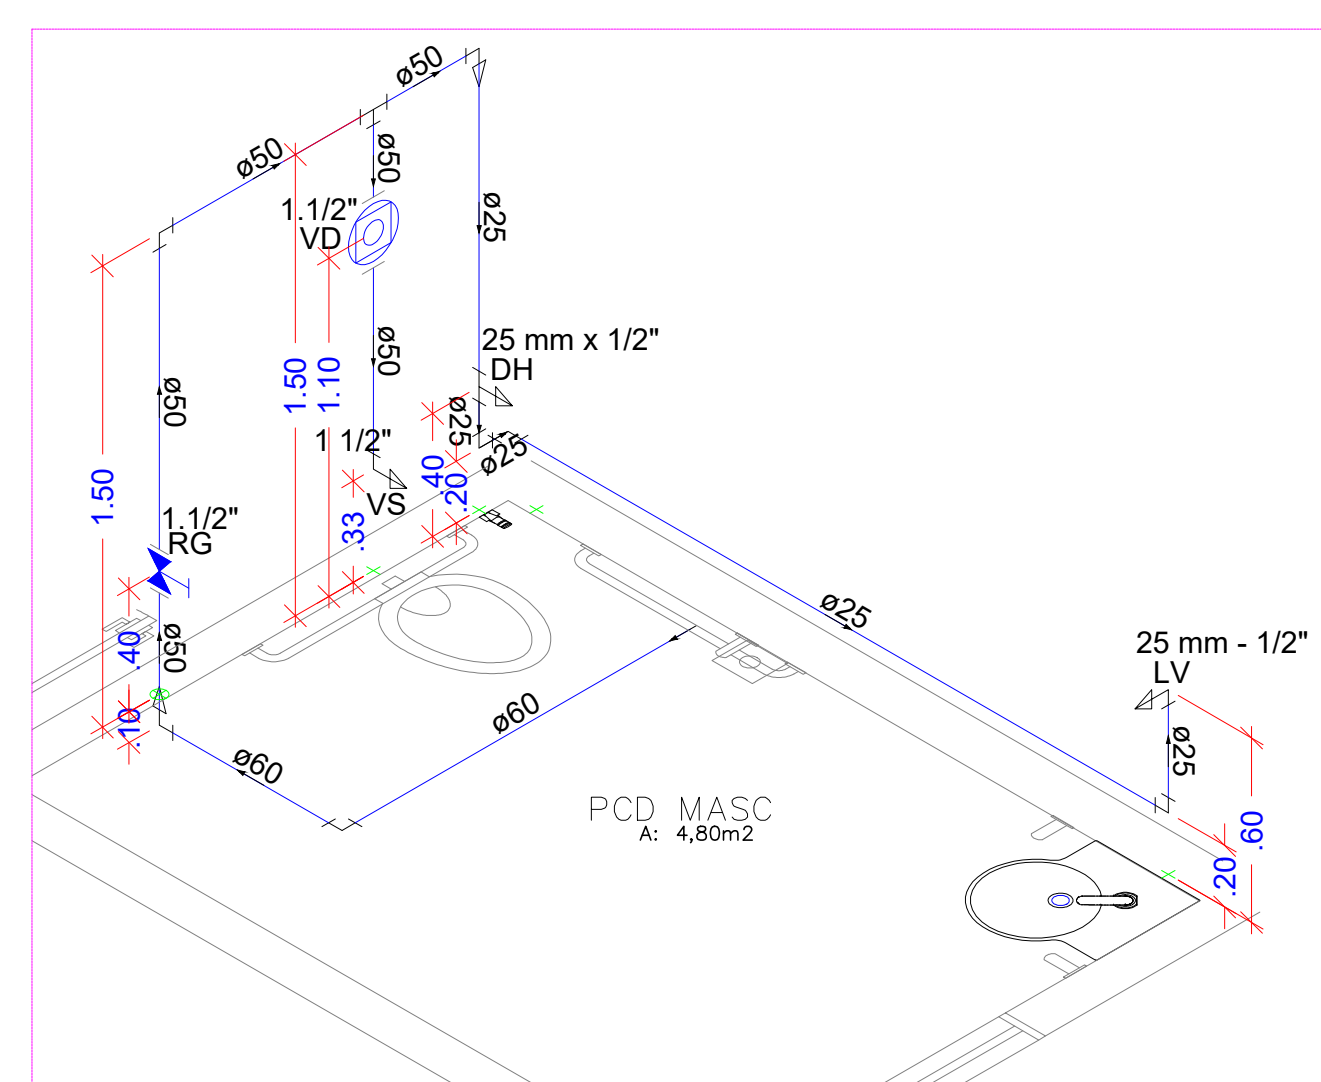 ø50
ø50
ø50
1.1/2"
VD
ø25
25 mm x 1/2"
DH
ø50
1.50
1.10
ø50
ø25
1 1/2"
ø25
.40
.20
1.50
VS
.33
1.1/2"
RG
ø25
ø50
.40
25 mm - 1/2"
LV
ø60
.10
ø25
ø60
PCD MASC
A: 4,80m2
.60
.20